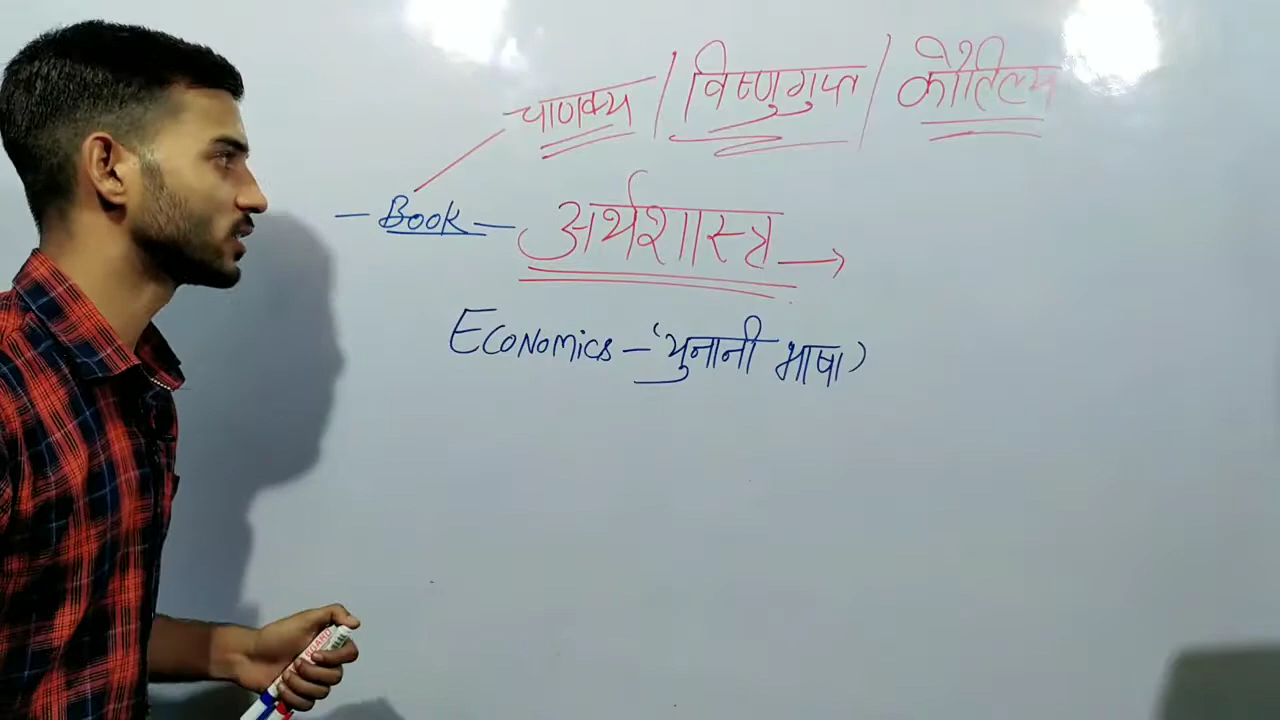 चाणक्य / विष्णुगुप्त / कौटिल्य
- Book - अर्थशास्त्र →
Economics - 'युनानी भाषा)